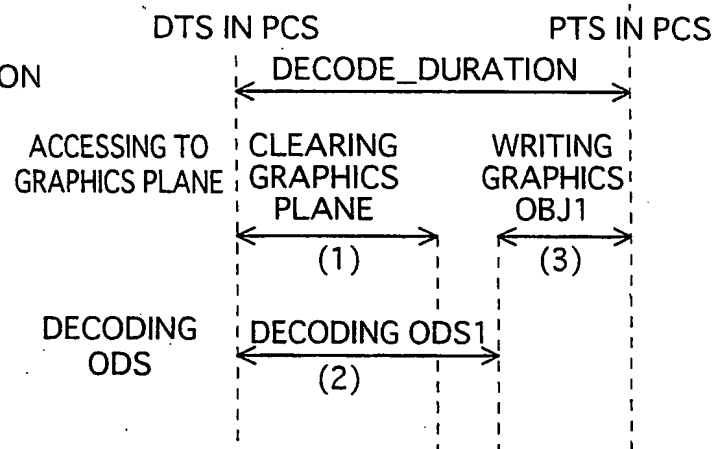 DTS IN PCS
PTS IN PCS
ON
DECODE_DURATION
ACCESSING TO
GRAPHICS PLANE
CLEARING
GRAPHICS
PLANE
(1)
WRITING
GRAPHICS
OBJ1
(3)
DECODING
ODS
DECODING ODS1
(2)